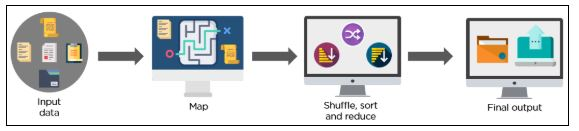 Input
data
Map
Shuffle, sort
and reduce
Final output